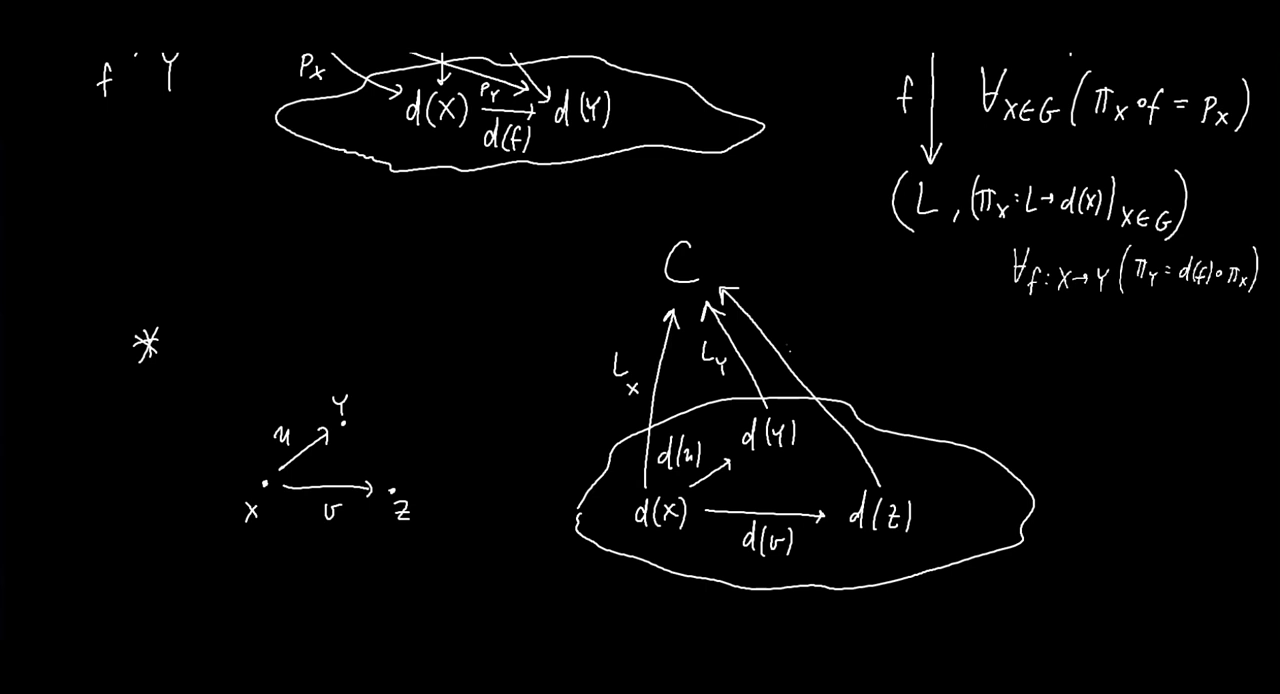 f Y
p_X
d(X) p_Y d(f) d(Y)
f ∀_{X∈G} (π_X ∘ f = p_X)
(L, (π_X : L → d(X))_{X∈G})
∀_{f:X→Y} (π_Y = d(f) ∘ π_X)
C
*
L_X L_Y
Y
u
d(u) d(Y)
X v Z
d(X) d(v) d(Z)